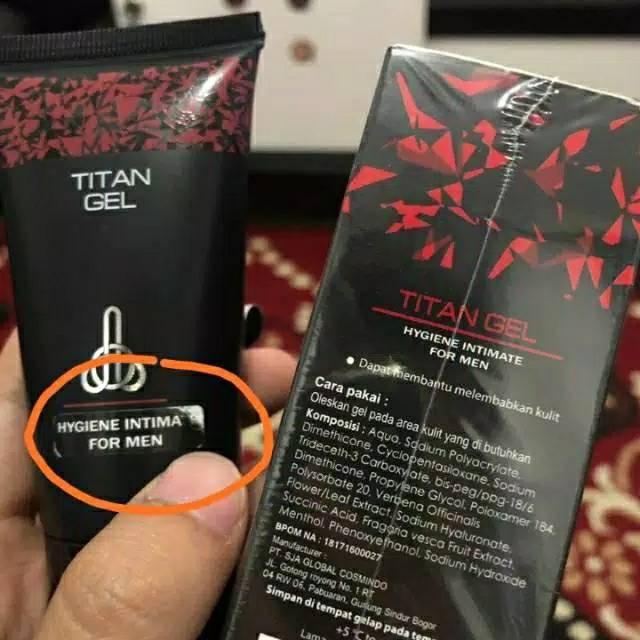 TITAN
GEL
HYGIENE INTIMA
FOR MEN
TITAN GEL
HYGIENE INTIMATE
FOR MEN
• Dapat membantu melembabkan kulit
Cara pakai :
Oleskan gel pada area kulit yang di butuhkan
Komposisi : Aqua, Sodium Polyacrylate,
Dimethicone, Cyclopentasiloxane, Sodium
Trideceth-3 Carboxylate, bis-peg/ppg-18/6
Dimethicone, Propylene Glycol, Poloxamer 184,
Polysorbate 20, Verbena Officinalis
Flower/Leaf Extract, Sodium Hyaluronate,
Succinic Acid, Fragaria vesca Fruit Extract,
Menthol, Phenoxyethanol, Sodium Hydroxide
BPOM NA : 1817160002
Manufacturer :
PT. SJA GLOBAL COSMINDO
JL. Gotong royong No. 1 RT
04 RW 06, Pabuaran, Gunung Sindur Bogor
Simpan di tempat gelap pada
+5
Lama